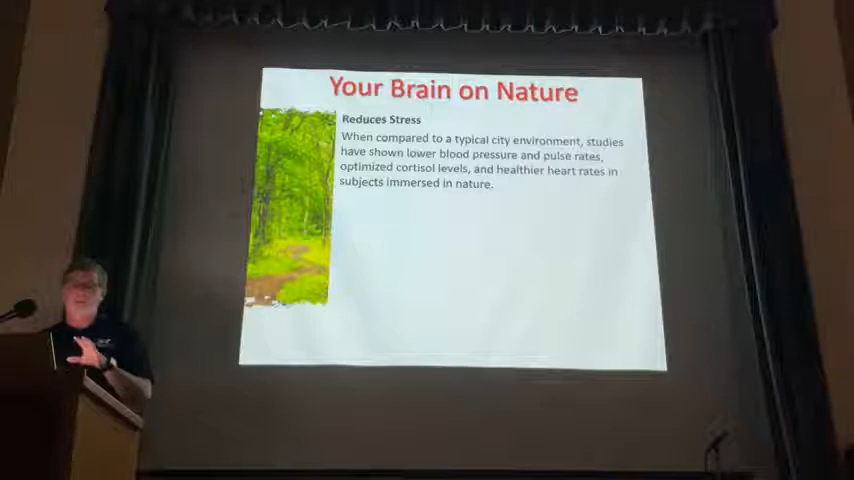 Your Brain on Nature
Reduces Stress
When compared to a typical city environment, studies
have shown lower blood pressure and pulse rates,
optimized cortisol levels, and healthier heart rates in
subjects immersed in nature.